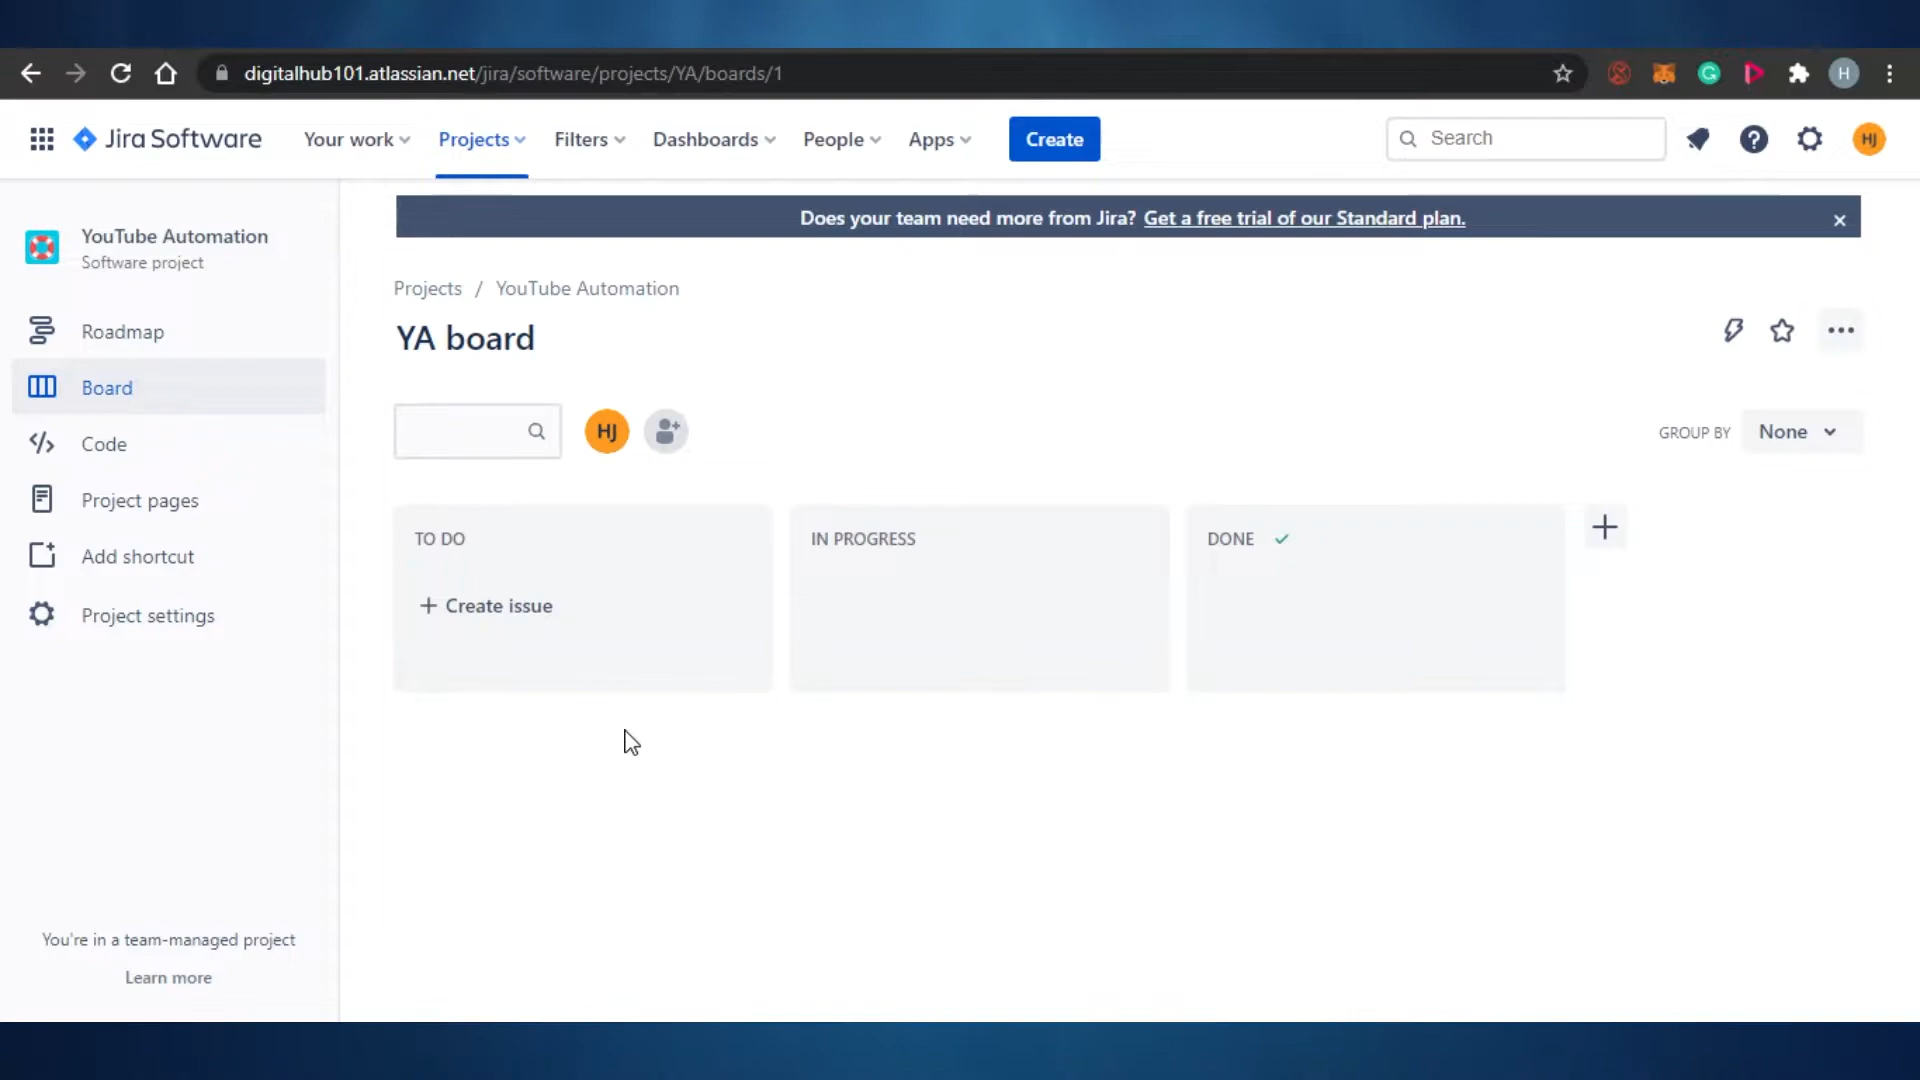 digitalhub101.atlassian.net/jira/software/projects/YA/boards/1
H
Jira Software
Your work
Projects
Filters
Dashboards
People
Apps
Create
Search
HJ
Does your team need more from Jira? Get a free trial of our Standard plan.
YouTube Automation
Software project
Projects / YouTube Automation
YA board
Roadmap
Board
Code
Project pages
Add shortcut
Project settings
HJ
GROUP BY None
TO DO
IN PROGRESS
DONE
+ Create issue
You're in a team-managed project
Learn more